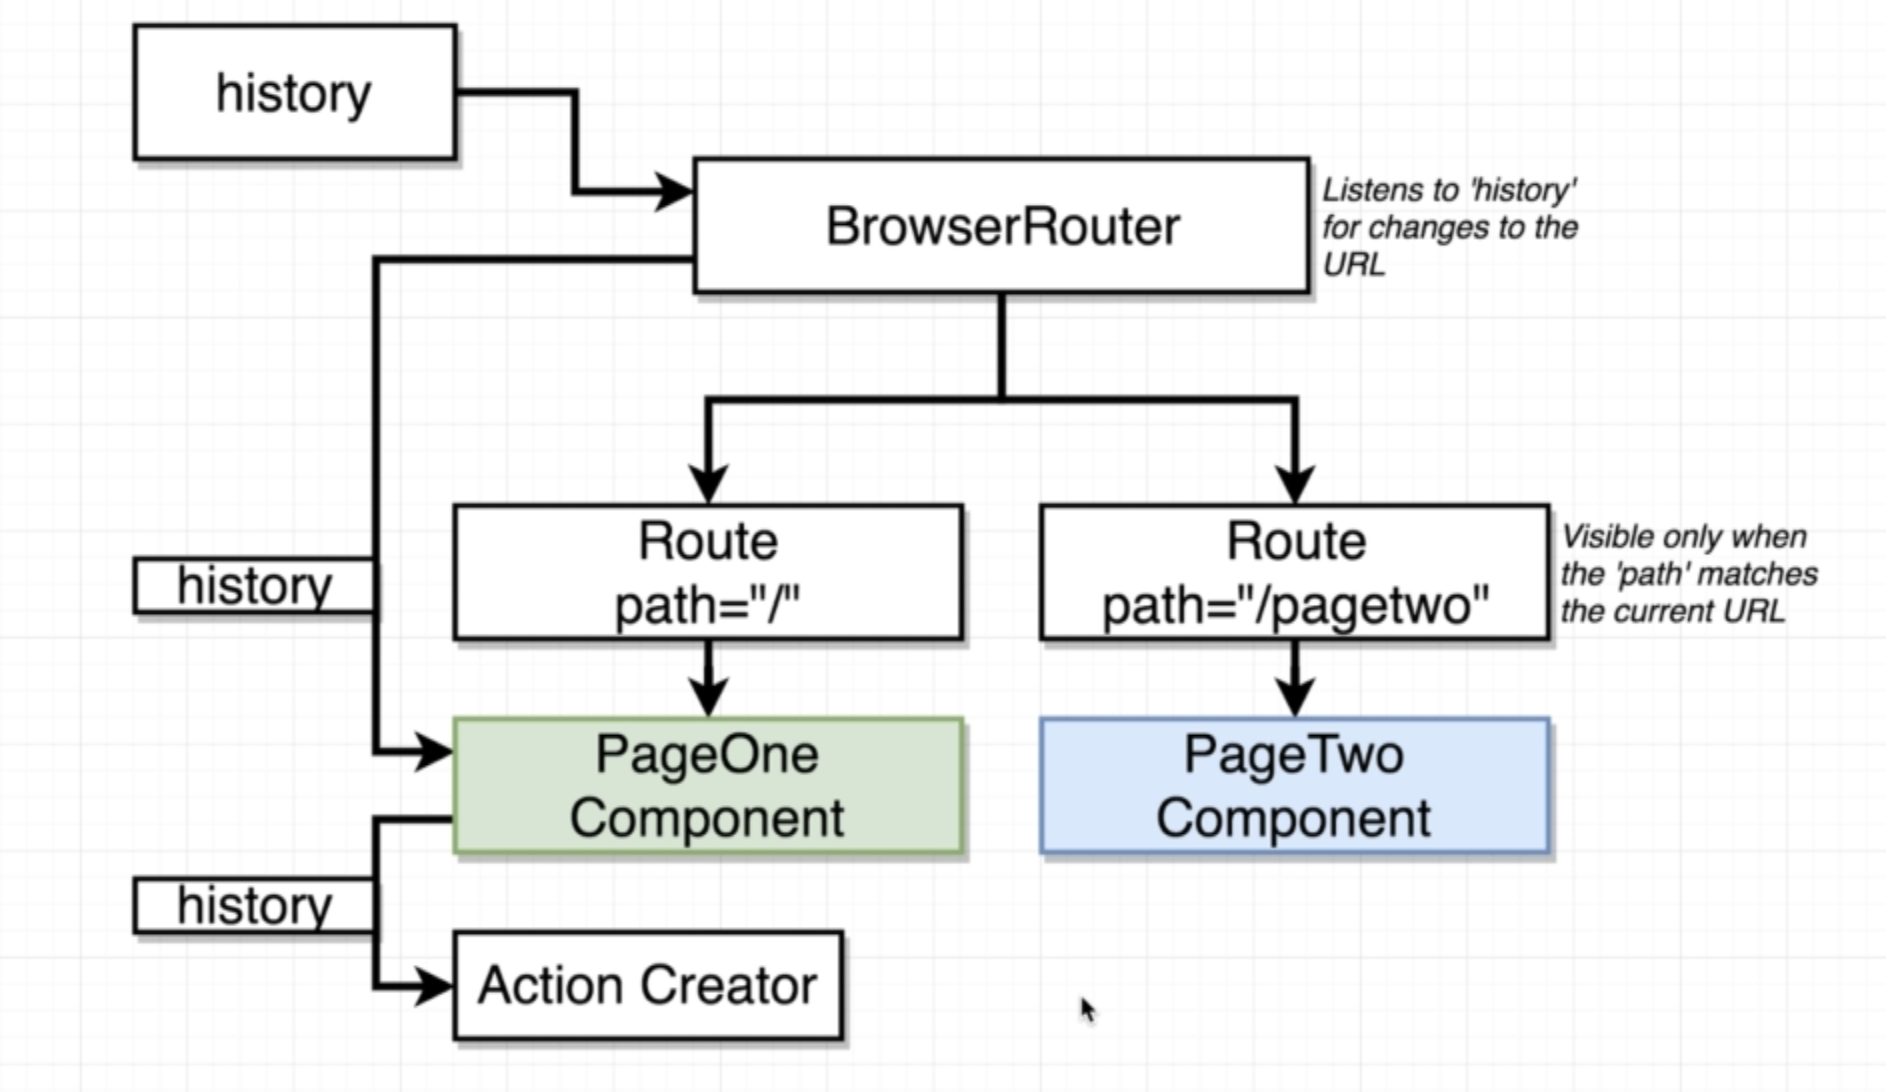 history
BrowserRouter
Listens to 'history'
for changes to the
URL
Route
path="/"
Route
path="/pagetwo"
Visible only when
the 'path' matches
the current URL
history
PageOne
Component
PageTwo
Component
history
Action Creator